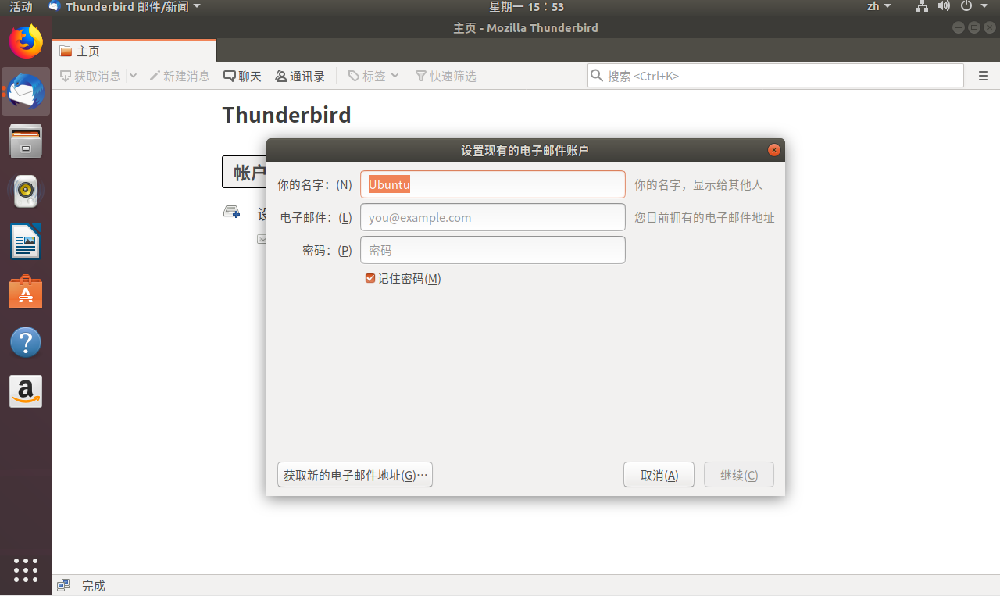 活动 Thunderbird 邮件/新闻 星期一 15：53 zh
主页 - Mozilla Thunderbird
主页
获取消息 新建消息 聊天 通讯录 标签 快速筛选 搜索 <Ctrl+K>
Thunderbird
设置现有的电子邮件账户
帐户
你的名字：(N) Ubuntu 你的名字，显示给其他人
设
电子邮件：(L) you@example.com 您目前拥有的电子邮件地址
密码：(P) 密码
记住密码(M)
获取新的电子邮件地址(G)… 取消(A) 继续(C)
完成